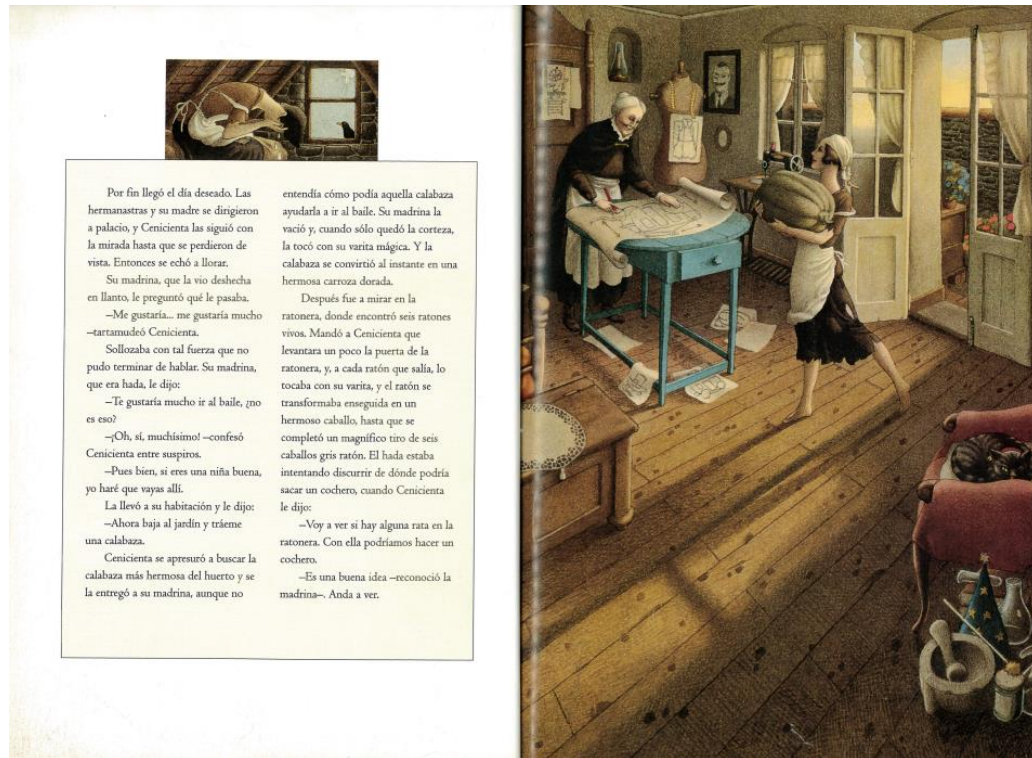 Por fin llegó el día deseado. Las
hermanastras y su madre se dirigieron
a palacio, y Cenicienta las siguió con
la mirada hasta que se perdieron de
vista. Entonces se echó a llorar.
Su madrina, que la vio deshecha
en llanto, le preguntó qué le pasaba.
–Me gustaría... me gustaría mucho
–tartamudeó Cenicienta.
Sollozaba con tal fuerza que no
pudo terminar de hablar. Su madrina,
que era hada, le dijo:
–Te gustaría mucho ir al baile, ¿no
es eso?
–¡Oh, sí, muchísimo! –confesó
Cenicienta entre suspiros.
–Pues bien, si eres una niña buena,
yo haré que vayas allí.
La llevó a su habitación y le dijo:
–Ahora baja al jardín y tráeme
una calabaza.
Cenicienta se apresuró a buscar la
calabaza más hermosa del huerto y se
la entregó a su madrina, aunque no
entendía cómo podía aquella calabaza
ayudarla a ir al baile. Su madrina la
vació y, cuando sólo quedó la corteza,
la tocó con su varita mágica. Y la
calabaza se convirtió al instante en una
hermosa carroza dorada.
Después fue a mirar en la
ratonera, donde encontró seis ratones
vivos. Mandó a Cenicienta que
levantara un poco la puerta de la
ratonera, y, a cada ratón que salía, lo
tocaba con su varita, y el ratón se
transformaba enseguida en un
hermoso caballo, hasta que se
completó un magnífico tiro de seis
caballos gris ratón. El hada estaba
intentando discurrir de dónde podría
sacar un cochero, cuando Cenicienta
le dijo:
–Voy a ver si hay alguna rata en la
ratonera. Con ella podríamos hacer un
cochero.
–Es una buena idea –reconoció la
madrina–. Anda a ver.